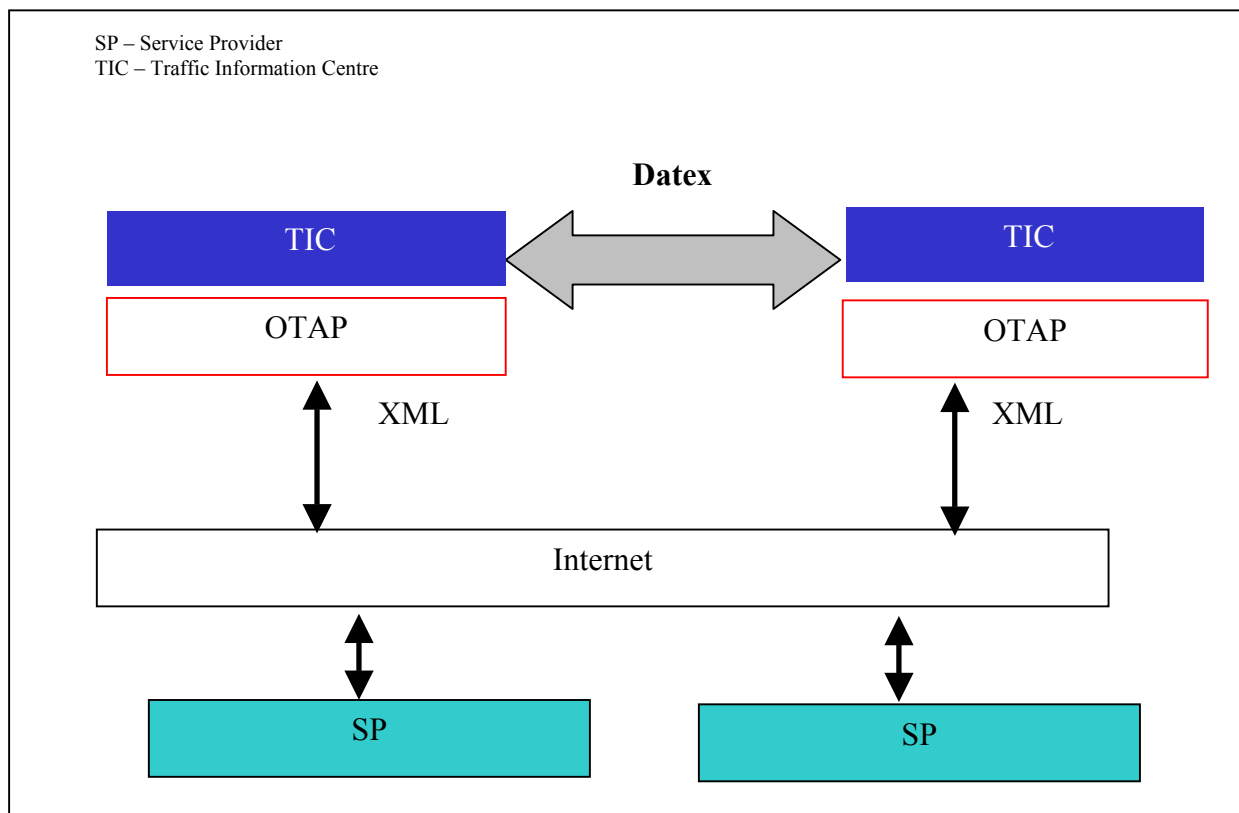 SP – Service Provider
TIC – Traffic Information Centre
Datex
TIC
TIC
OTAP
OTAP
XML
XML
Internet
SP
SP